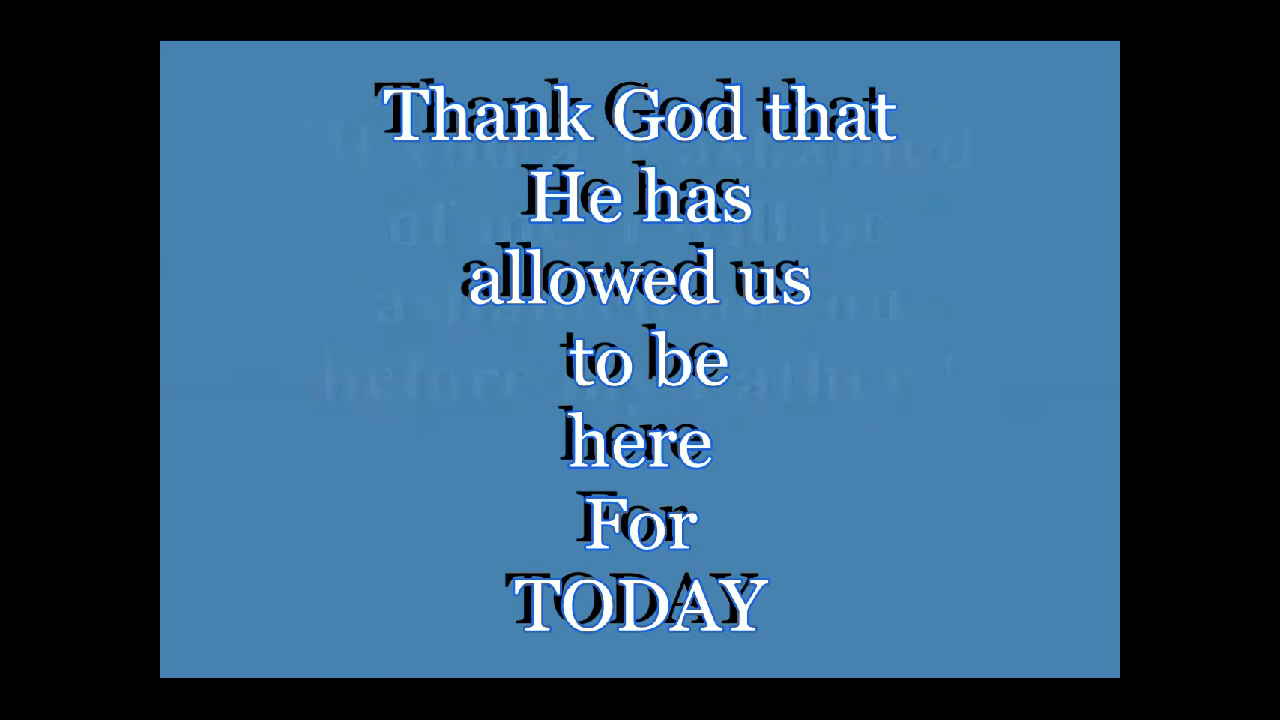 Thank God that
He has
allowed us
to be
here
For
TODAY